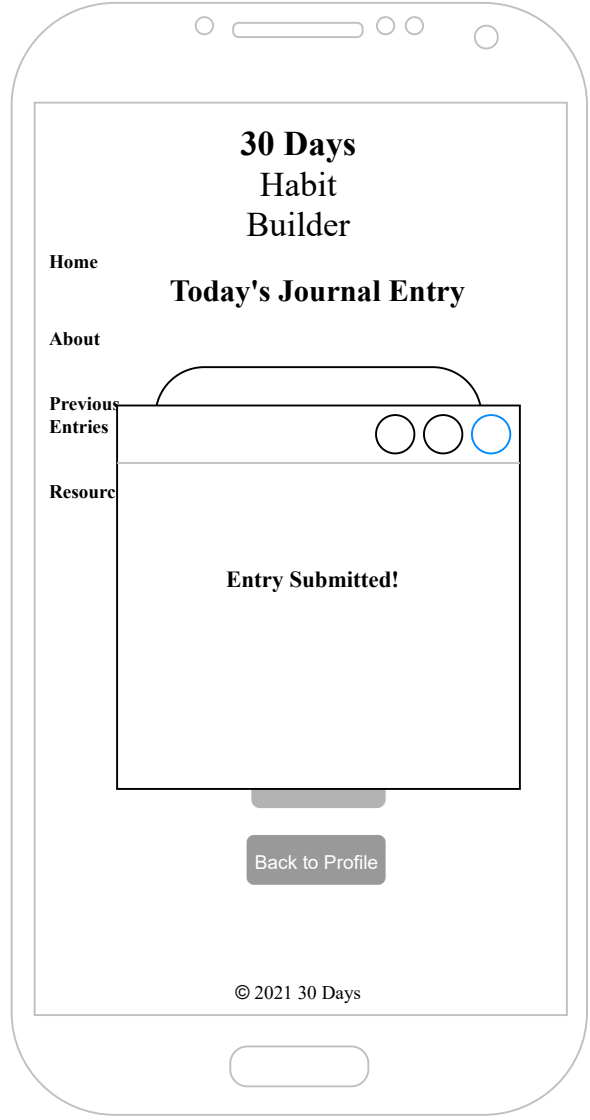 30 Days
Habit
Builder
Home
Today's Journal Entry
About
Previous
Entries
Resourc
Entry Submitted!
Back to Profile
© 2021 30 Days